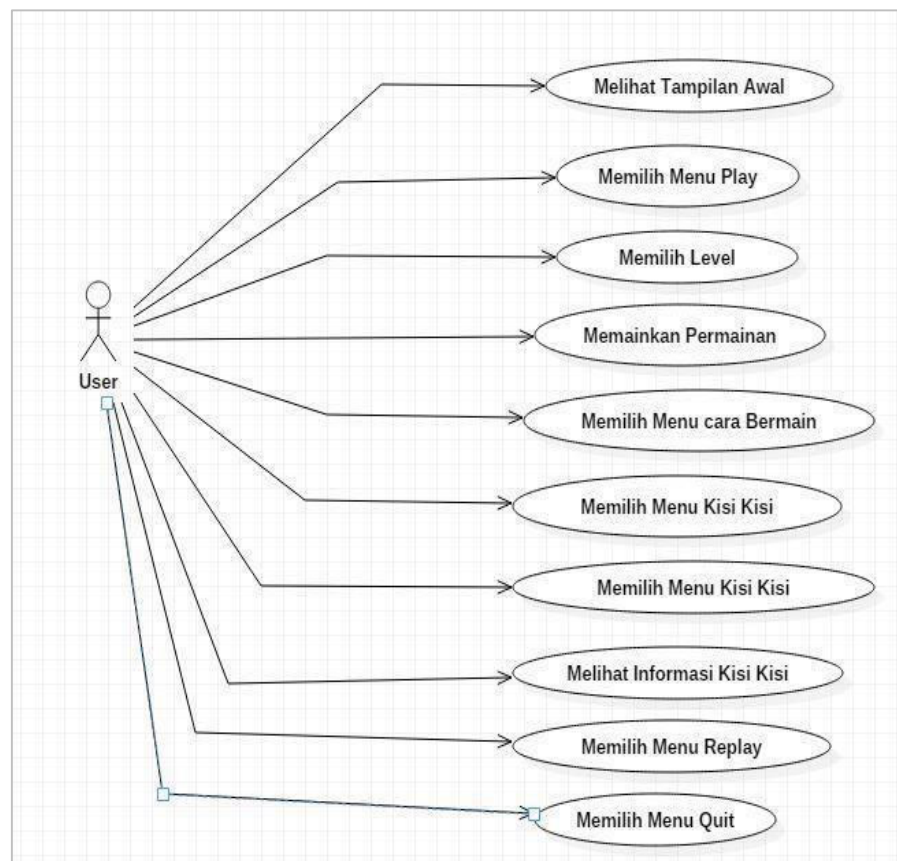 Melihat Tampilan Awal
Memilih Menu Play
Memilih Level
Memainkan Permainan
User
Memilih Menu cara Bermain
Memilih Menu Kisi Kisi
Memilih Menu Kisi Kisi
Melihat Informasi Kisi Kisi
Memilih Menu Replay
Memilih Menu Quit